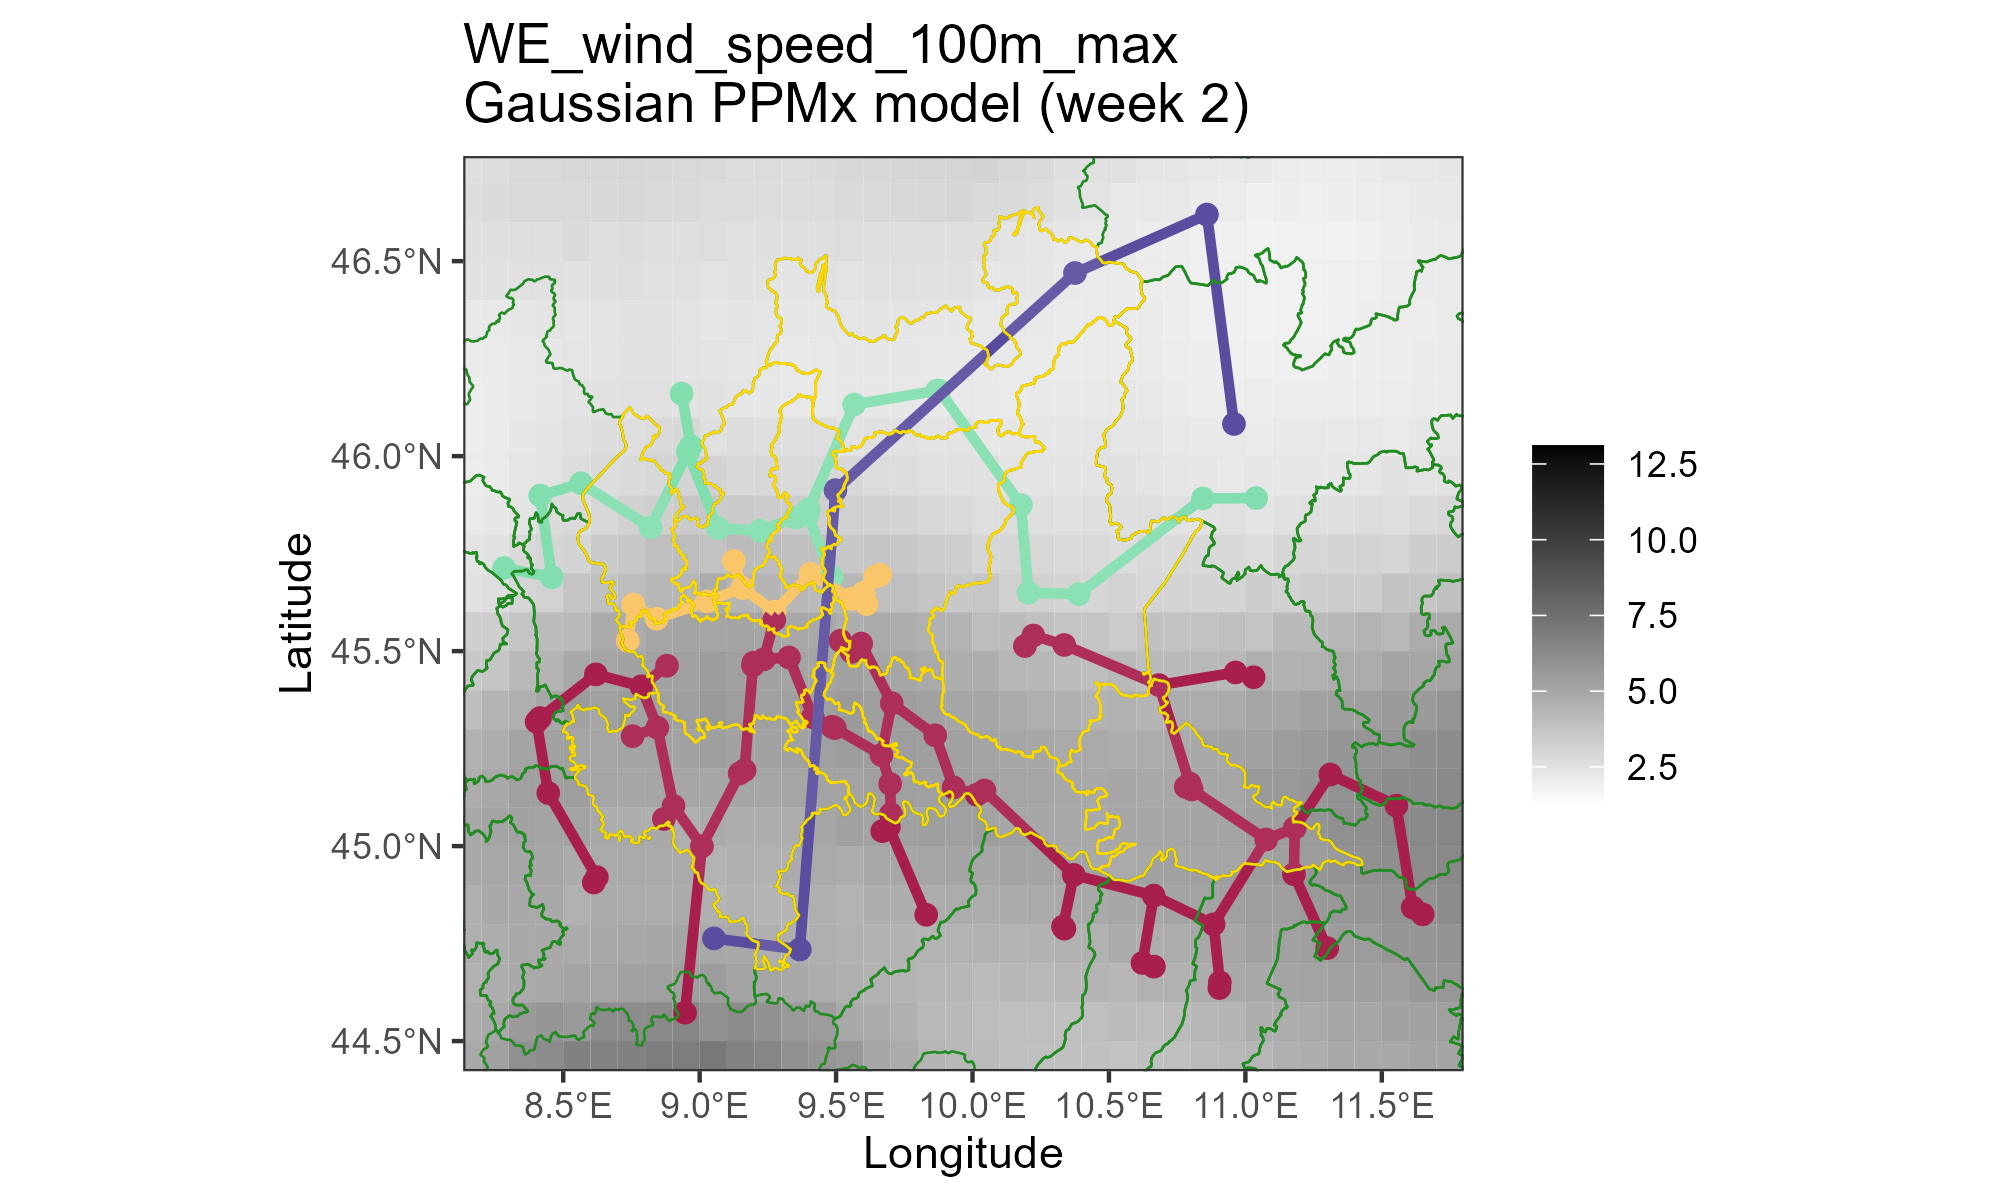 WE_wind_speed_100m_max
Gaussian PPMx model (week 2)
46.5°N
46.0°N
45.5°N
45.0°N
44.5°N
Latitude
8.5°E 9.0°E 9.5°E 10.0°E 10.5°E 11.0°E 11.5°E
Longitude
12.5
10.0
7.5
5.0
2.5